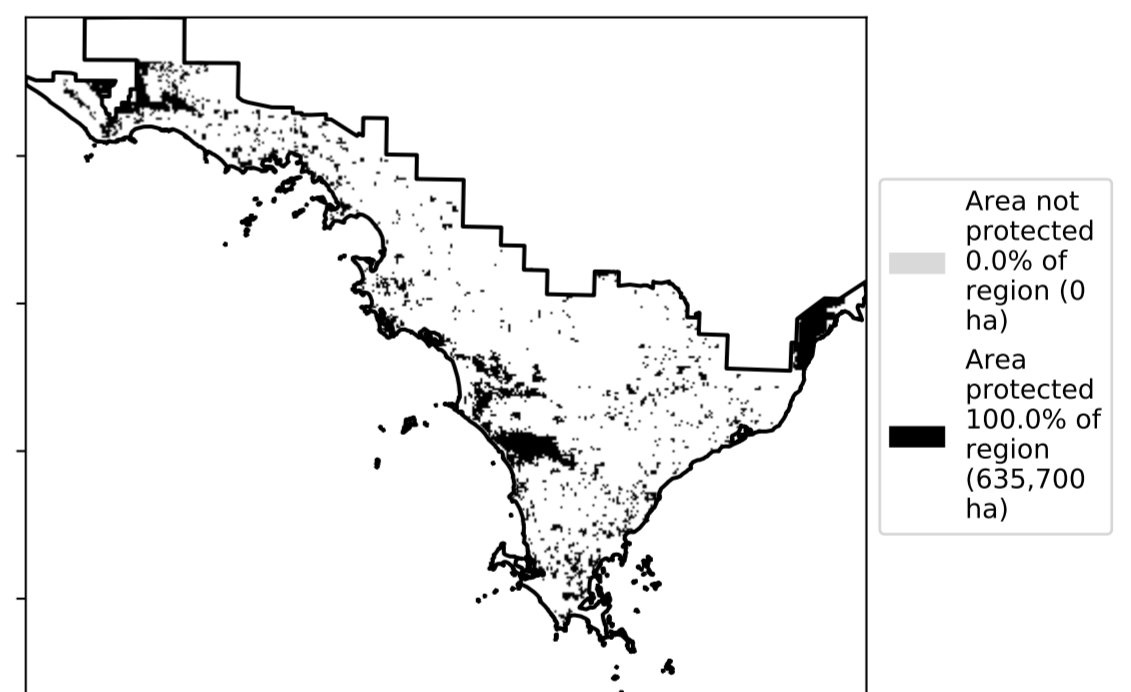 Area not
protected
0.0% of
region (0
ha)
Area
protected
100.0% of
region
(635,700
ha)